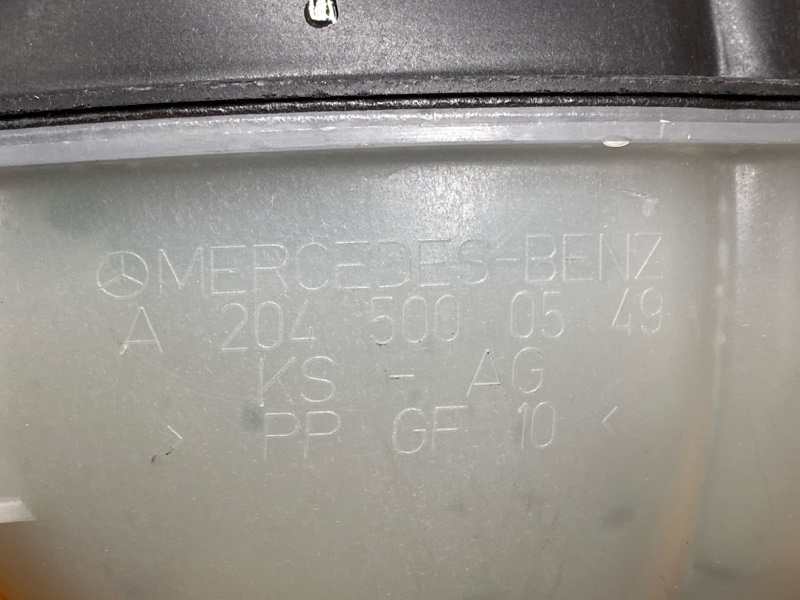 MERCEDES-BENZ
A 204 500 05 49
KS - AG
> PP GF 10 <